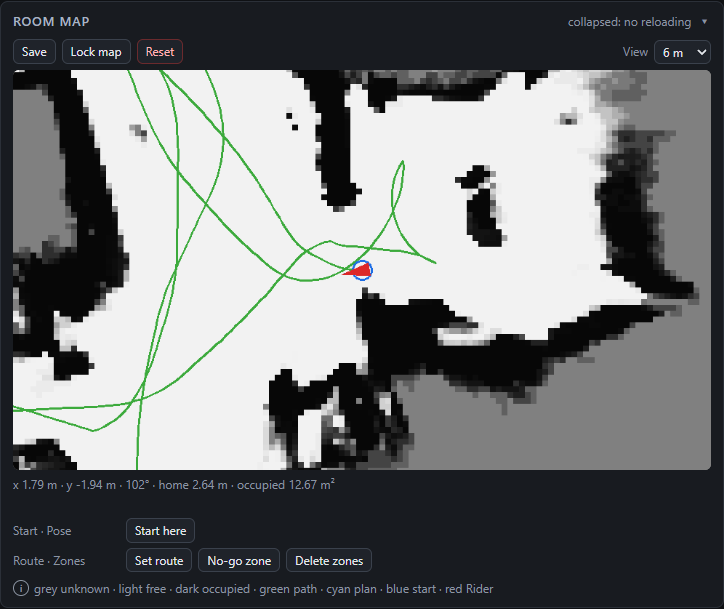 ROOM MAP
collapsed: no reloading ▾
Save Lock map Reset
View 6 m
x 1.79 m · y -1.94 m · 102° · home 2.64 m · occupied 12.67 m²
Start · Pose Start here
Route · Zones Set route No-go zone Delete zones
grey unknown · light free · dark occupied · green path · cyan plan · blue start · red Rider